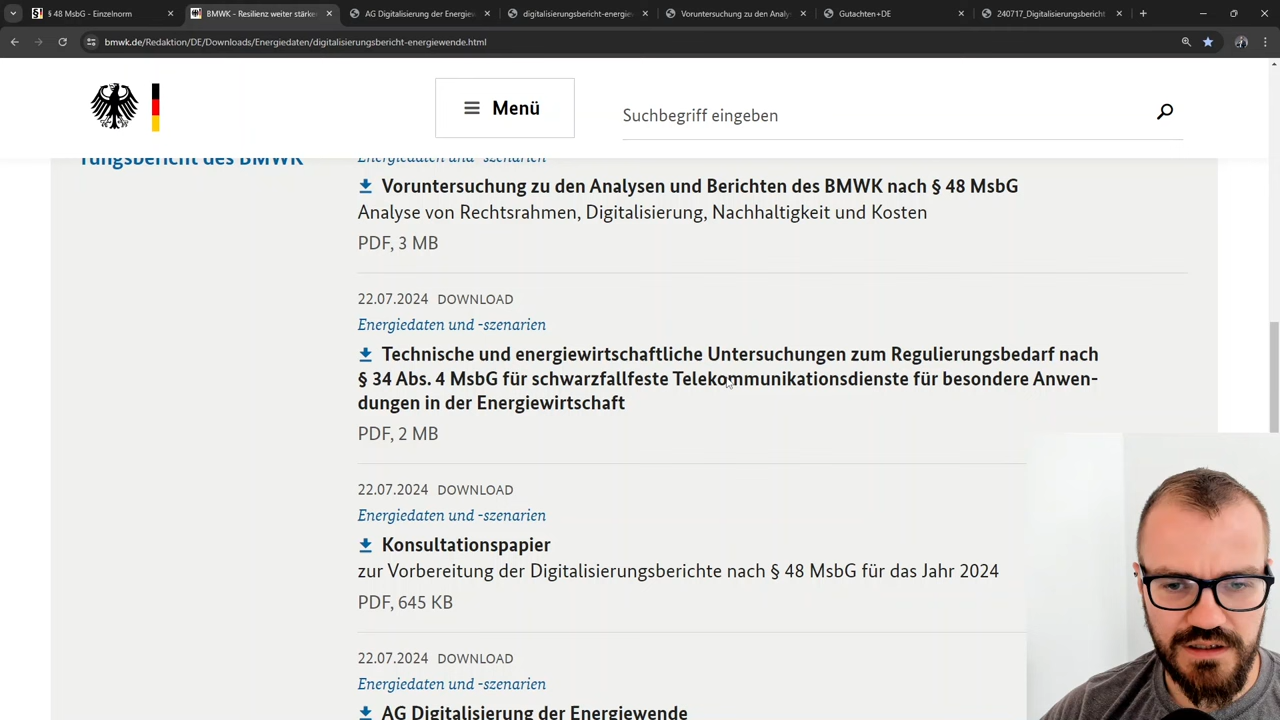 § 48 MsbG - Einzelnorm
BMWK - Resilienz weiter stärke
AG Digitalisierung der Energiew
digitalisierungsbericht-energiew
Voruntersuchung zu den Analys
Gutachten+DE
240717_Digitalisierungsbericht
bmwk.de/Redaktion/DE/Downloads/Energiedaten/digitalisierungsbericht-energiewende.html
Menü
Suchbegriff eingeben
rungsbericht des BMWK
Energiedaten und -szenarien
Voruntersuchung zu den Analysen und Berichten des BMWK nach § 48 MsbG
Analyse von Rechtsrahmen, Digitalisierung, Nachhaltigkeit und Kosten
PDF, 3 MB
22.07.2024 DOWNLOAD
Energiedaten und -szenarien
Technische und energiewirtschaftliche Untersuchungen zum Regulierungsbedarf nach
§ 34 Abs. 4 MsbG für schwarzfallfeste Telekommunikationsdienste für besondere Anwen-
dungen in der Energiewirtschaft
PDF, 2 MB
22.07.2024 DOWNLOAD
Energiedaten und -szenarien
Konsultationspapier
zur Vorbereitung der Digitalisierungsberichte nach § 48 MsbG für das Jahr 2024
PDF, 645 KB
22.07.2024 DOWNLOAD
Energiedaten und -szenarien
AG Digitalisierung der Energiewende